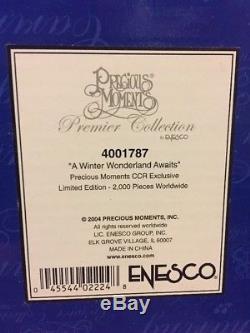 PRECIOUS
MOMENTS
Premier Collection
by ENESCO
4001787
"A Winter Wonderland Awaits"
Precious Moments CCR Exclusive
Limited Edition - 2,000 Pieces Worldwide
© 2004 PRECIOUS MOMENTS, INC.
All rights reserved worldwide
LIC. ENESCO GROUP, INC.
ELK GROVE VILLAGE, IL 60007
MADE IN CHINA
www.enesco.com
0 45544 02224 8
ENESCO.